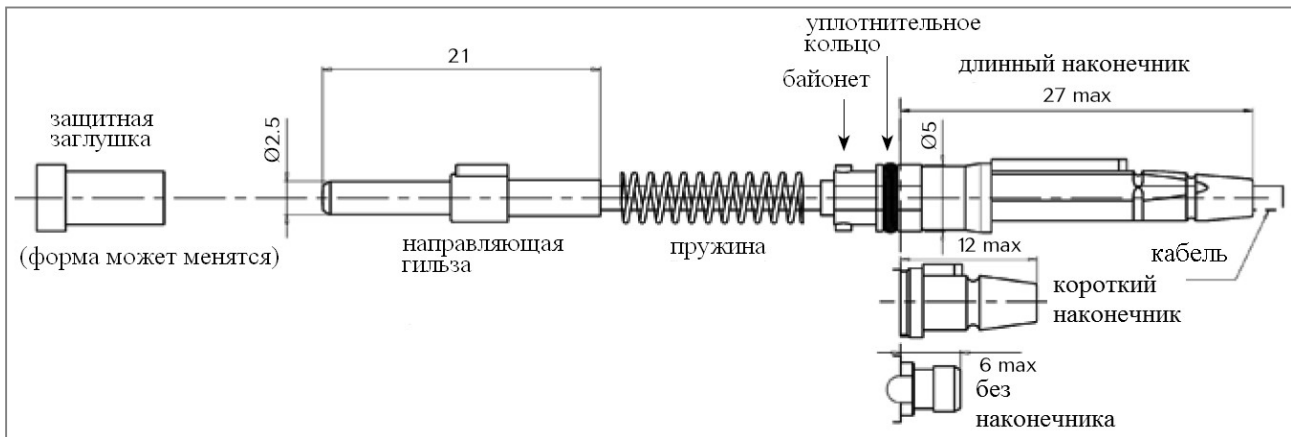 уплотнительное
кольцо
байонет
длинный наконечник
27 max
21
защитная
заглушка
Ø2.5
Ø5
(форма может менятся)
направляющая
гильза
пружина
12 max
кабель
короткий
наконечник
6 max
без
наконечника